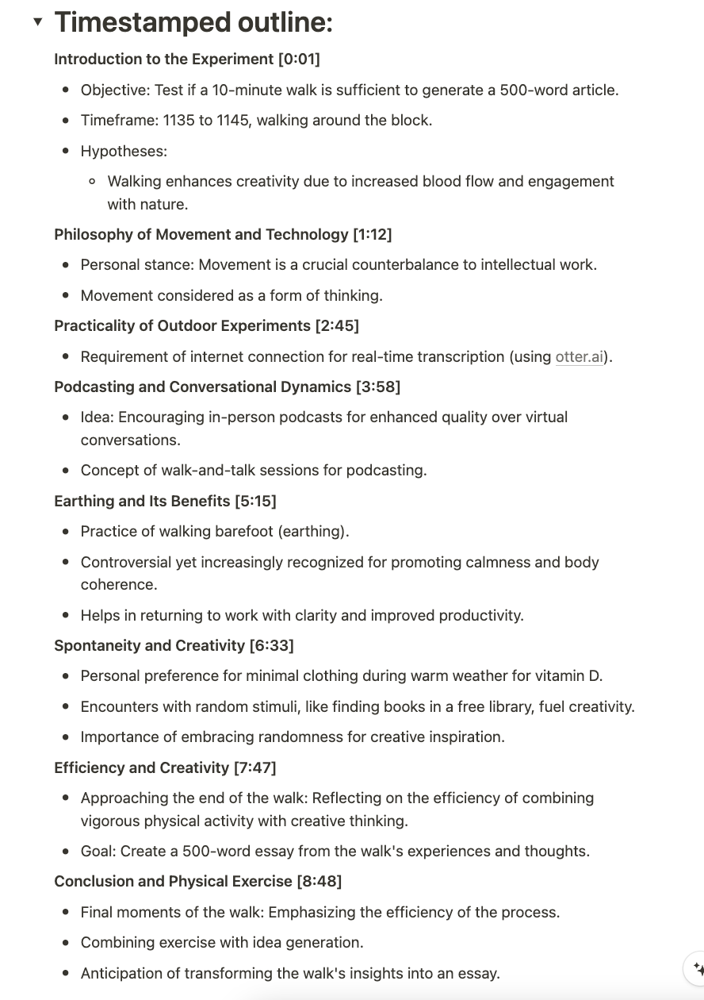 Timestamped outline:
Introduction to the Experiment [0:01]
Objective: Test if a 10-minute walk is sufficient to generate a 500-word article.
Timeframe: 1135 to 1145, walking around the block.
Hypotheses:
Walking enhances creativity due to increased blood flow and engagement
with nature.
Philosophy of Movement and Technology [1:12]
Personal stance: Movement is a crucial counterbalance to intellectual work.
Movement considered as a form of thinking.
Practicality of Outdoor Experiments [2:45]
Requirement of internet connection for real-time transcription (using otter.ai).
Podcasting and Conversational Dynamics [3:58]
Idea: Encouraging in-person podcasts for enhanced quality over virtual
conversations.
Concept of walk-and-talk sessions for podcasting.
Earthing and Its Benefits [5:15]
Practice of walking barefoot (earthing).
Controversial yet increasingly recognized for promoting calmness and body
coherence.
Helps in returning to work with clarity and improved productivity.
Spontaneity and Creativity [6:33]
Personal preference for minimal clothing during warm weather for vitamin D.
Encounters with random stimuli, like finding books in a free library, fuel creativity.
Importance of embracing randomness for creative inspiration.
Efficiency and Creativity [7:47]
Approaching the end of the walk: Reflecting on the efficiency of combining
vigorous physical activity with creative thinking.
Goal: Create a 500-word essay from the walk's experiences and thoughts.
Conclusion and Physical Exercise [8:48]
Final moments of the walk: Emphasizing the efficiency of the process.
Combining exercise with idea generation.
Anticipation of transforming the walk's insights into an essay.